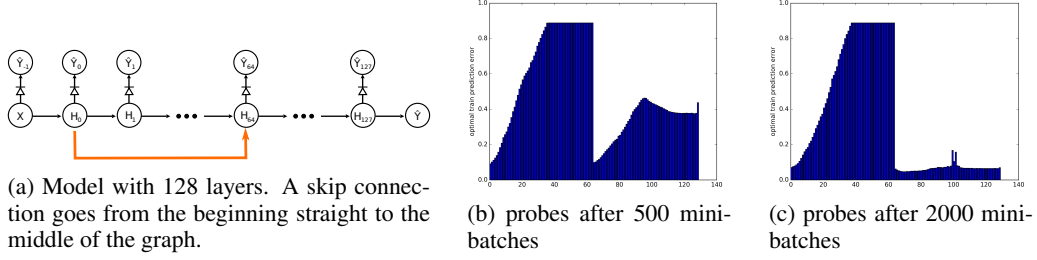 Ŷ₋₁ Ŷ₀ Ŷ₁ Ŷ₆₄ Ŷ₁₂₇
X H₀ H₁ ••• H₆₄ ••• H₁₂₇ Ŷ
(a) Model with 128 layers. A skip connec-
tion goes from the beginning straight to the
middle of the graph.
optimal train prediction error
1.0
0.8
0.6
0.4
0.2
0.0
0 20 40 60 80 100 120 140
(b) probes after 500 mini-
batches
optimal train prediction error
1.0
0.8
0.6
0.4
0.2
0.0
0 20 40 60 80 100 120 140
(c) probes after 2000 mini-
batches